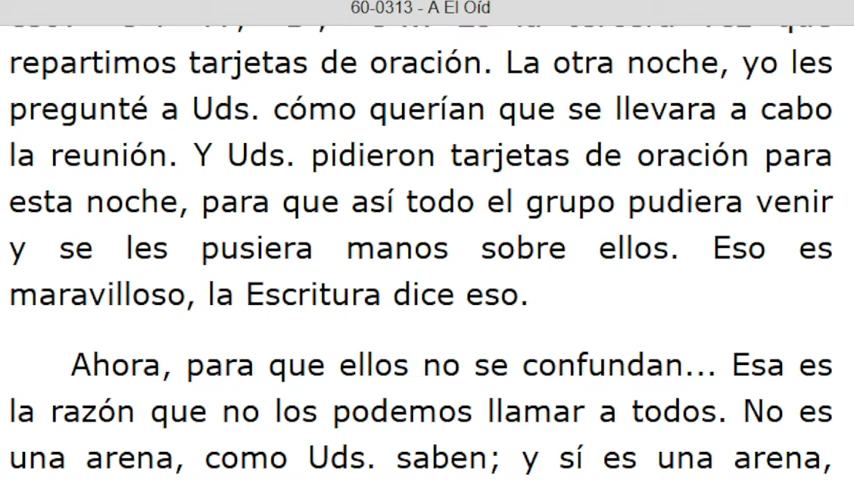 60-0313 - A El Oíd
repartimos tarjetas de oración. La otra noche, yo les
pregunté a Uds. cómo querían que se llevara a cabo
la reunión. Y Uds. pidieron tarjetas de oración para
esta noche, para que así todo el grupo pudiera venir
y se les pusiera manos sobre ellos. Eso es
maravilloso, la Escritura dice eso.
Ahora, para que ellos no se confundan... Esa es
la razón que no los podemos llamar a todos. No es
una arena, como Uds. saben; y sí es una arena,